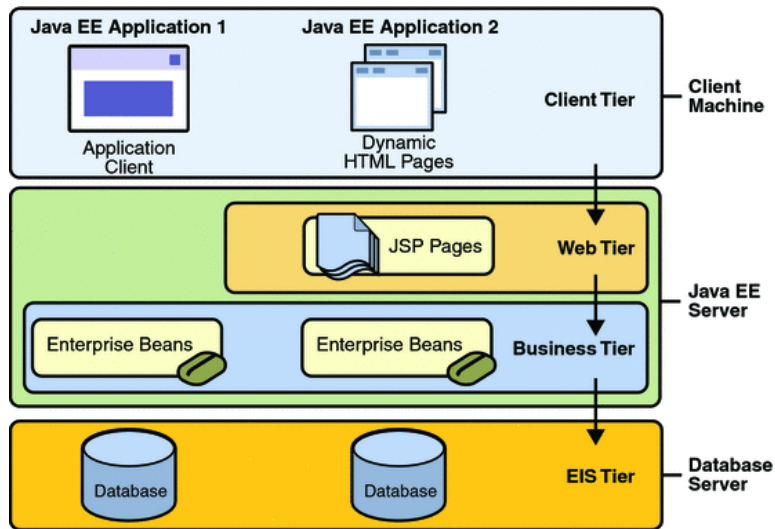 Java EE Application 1
Java EE Application 2
Application
Client
Dynamic
HTML Pages
Client Tier
Client
Machine
JSP Pages
Web Tier
Java EE
Server
Enterprise Beans
Enterprise Beans
Business Tier
Database
Database
EIS Tier
Database
Server